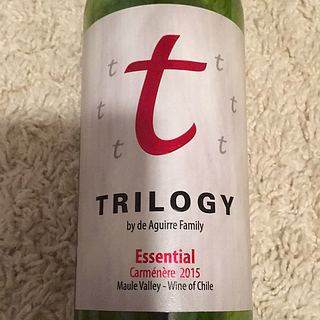 t
t t
t t
t t
TRILOGY
by de Aguirre Family
Essential
Carménère 2015
Maule Valley - Wine of Chile